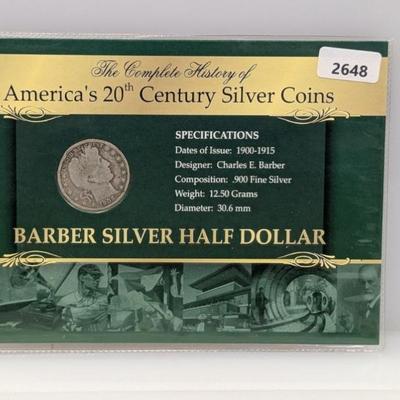 The Complete History of
2648
America's 20th Century Silver Coins
SPECIFICATIONS
Dates of Issue: 1900-1915
Designer: Charles E. Barber
Composition: .900 Fine Silver
Weight: 12.50 Grams
Diameter: 30.6 mm
BARBER SILVER HALF DOLLAR